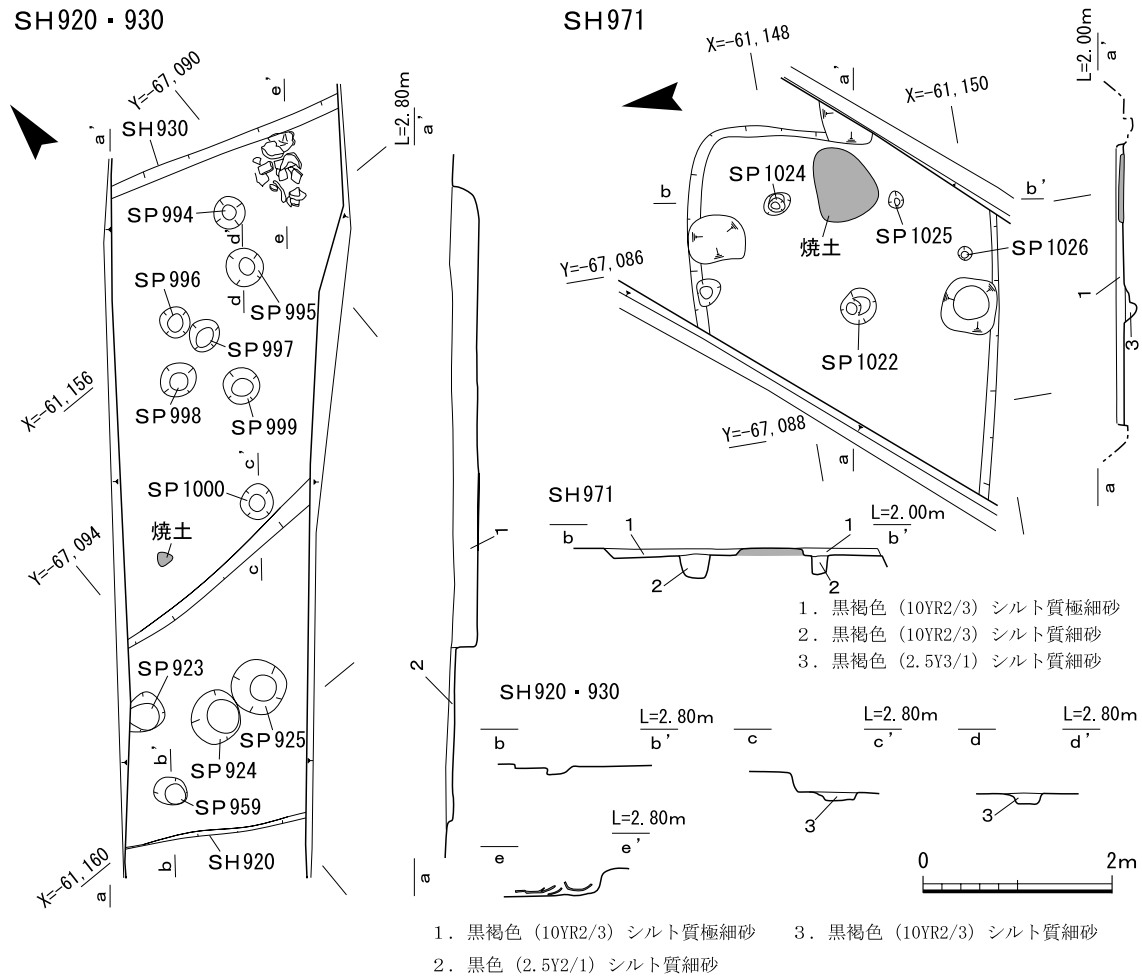 SH920・930
Y=-67,090
SH930
a'
e'
L=2.80m
a'
SP994
d'
e
SP996
SP995
d
SP997
X=-61,156
SP998
SP999
c'
SP1000
焼土
Y=-67,094
c
1
2
SP923
SP925
SP924
b'
SP959
SH920
X=-61,160
b
a
a
SH971
X=-61,148
a'
X=-61,150
L=2.00m
a'
SP1024
b
b'
SP1025
焼土
SP1026
Y=-67,086
1
3
SP1022
Y=-67,088
a
a
SH971
b
1
1
L=2.00m
b'
2
2
1. 黒褐色 (10YR2/3) シルト質極細砂
2. 黒褐色 (10YR2/3) シルト質細砂
3. 黒褐色 (2.5Y3/1) シルト質細砂
SH920・930
b
L=2.80m
b'
c
L=2.80m
c'
d
L=2.80m
d'
3
3
e
L=2.80m
e'
0
2m
1. 黒褐色 (10YR2/3) シルト質極細砂
2. 黒色 (2.5Y2/1) シルト質細砂
3. 黒褐色 (10YR2/3) シルト質細砂